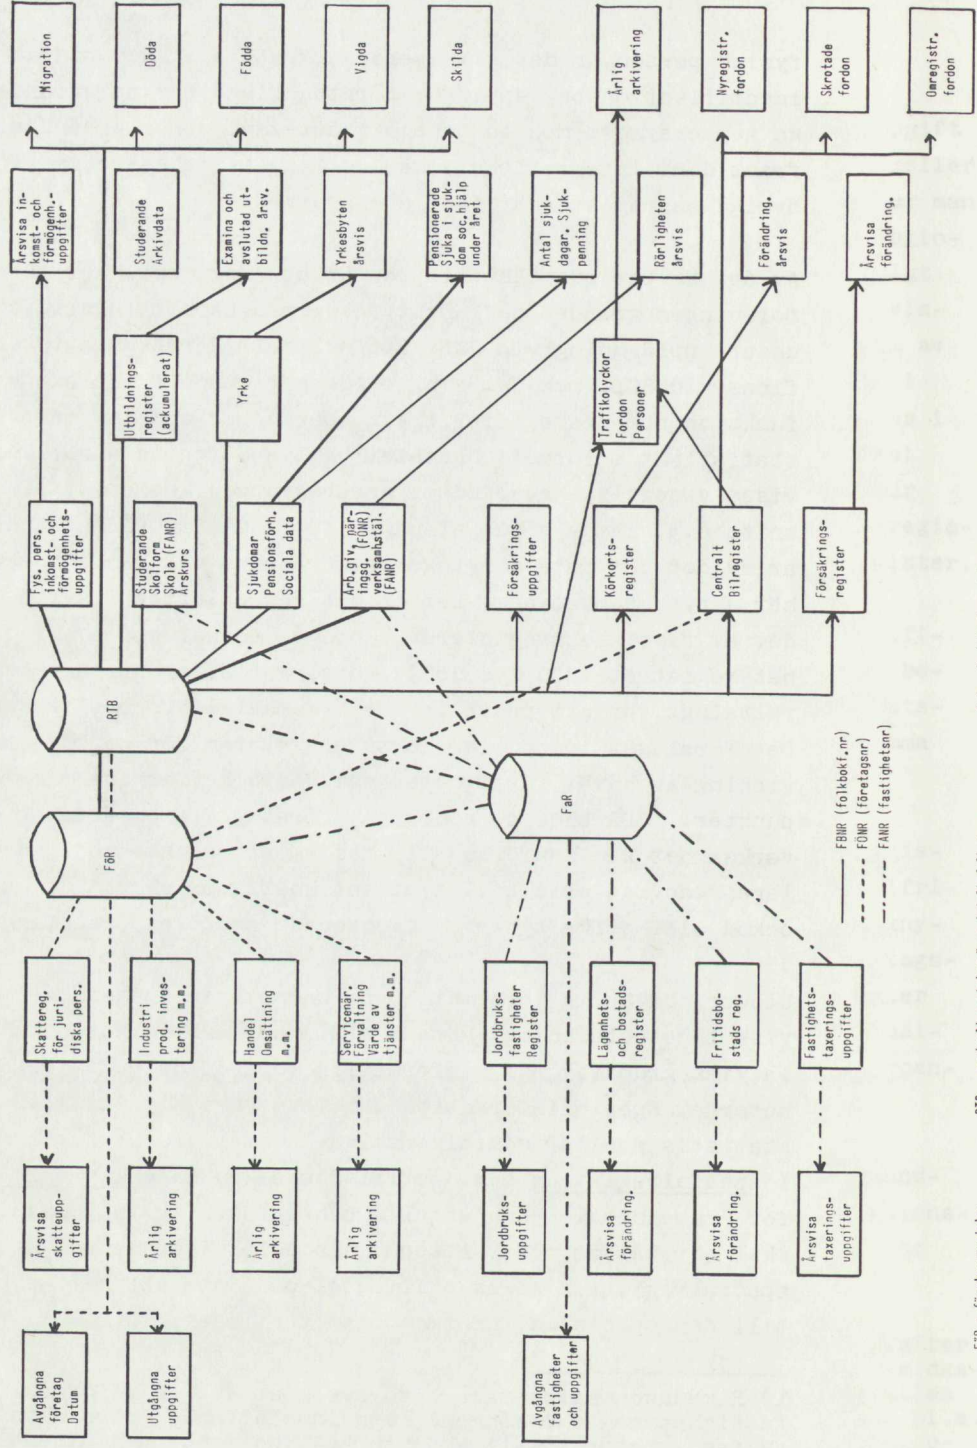 Migration
Döda
Födda
Vigda
Skilda
Årlig
arkivering
Nyregistr.
fordon
Skrotade
fordon
Omregistr.
fordon
Årsvisa in-
komst- och
förmögenh.-
uppgifter
Studerande
Arkivdata
Examina och
avslutad ut-
bildn. årsv.
Yrkesbyten
årsvis
Pensionerade
Sjuka i sjuk-
dom soc.hjälp
under året
Antal sjuk-
dagar. Sjuk-
penning
Rörligheten
årsvis
Förändring.
årsvis
Årsvisa
förändring.
Utbildnings-
register
(ackumulerat)
Yrke
Trafikolyckor
Fordon
Personer
Fys. pers.
inkomst- och
förmögenhets-
uppgifter
Studerande
Skolform
Skola (FANR)
Årskurs
Sjukdomar
Pensionsförh.
Sociala data
Arb.giv, när-
ingsg. (FÖNR)
verksamhstäl.
(FANR)
Försäkrings-
uppgifter
Körkorts-
register
Centralt
Bilregister
Försäkrings-
register
RTB
FöR
FaR
FBNR (folkbokf.nr)
FÖNR (företagsnr)
FANR (fastighetsnr)
Skattereg.
för juri-
diska pers.
Industri
prod. inves-
tering m.m.
Handel
Omsättning
m.m.
Servicenär.
Förvaltning
Värde av
tjänster m.m.
Jordbruks-
fastigheter
Register
Lägenhets-
och bostads-
register
Fritidsbo-
stads reg.
Fastighets-
taxerings-
uppgifter
Årsvisa
skatteupp-
gifter
Årlig
arkivering
Årlig
arkivering
Årlig
arkivering
Jordbruks-
uppgifter
Årsvisa
förändring.
Årsvisa
förändring.
Årsvisa
taxerings-
uppgifter
Avgångna
företag
Datum
Utgångna
uppgifter
Avgångna
fastigheter
och uppgifter